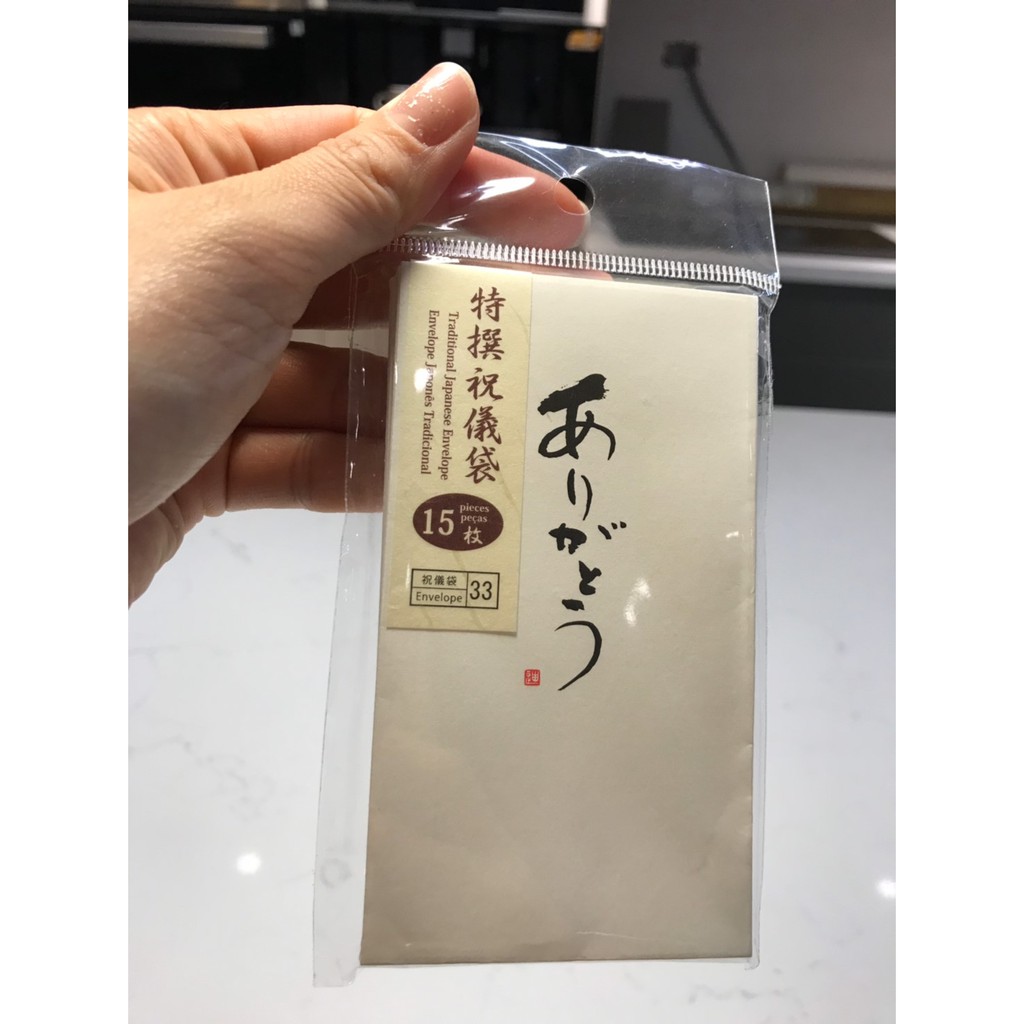 特撰祝儀袋
Traditional Japanese Envelope
Envelope Japonês Tradicional
15 pieces
peças
枚
祝儀袋
Envelope
33
ありがとう